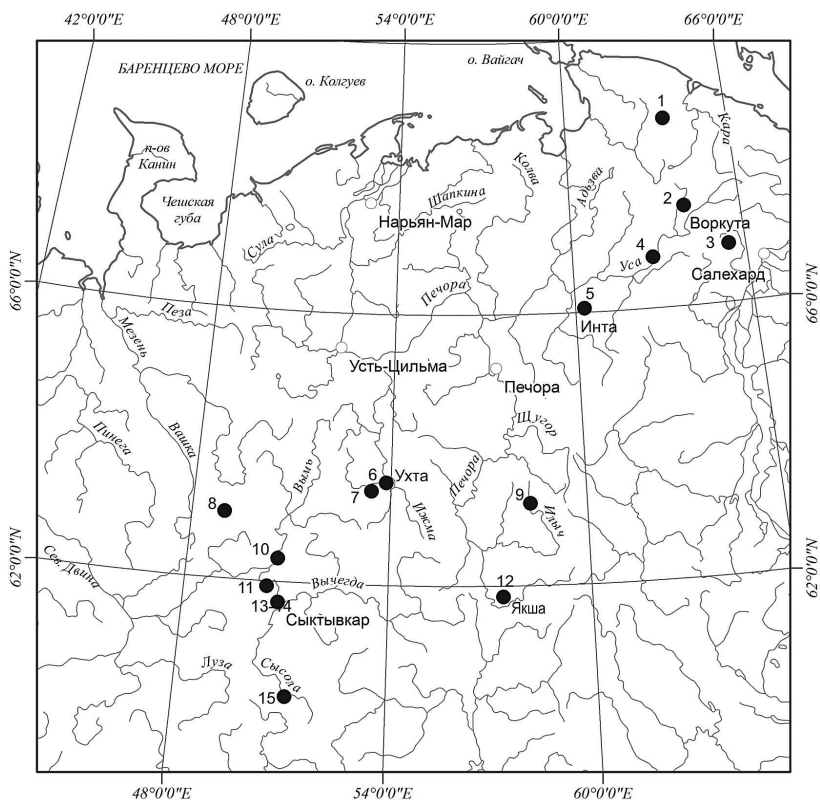 42°0'0"E 48°0'0"E 54°0'0"E 60°0'0"E 66°0'0"E
БАРЕНЦЕВО МОРЕ
о. Колгуев
о. Вайгач
1
Кара
п-ов
Канин
Чешская
губа
Колва
Адьзва
Шапкина
Нарьян-Мар
2
Воркута
3
Сула
4
Уса
Салехард
66°0'0"N
66°0'0"N
Печора
5
Инта
Пеза
Мезень
Усть-Цильма
Печора
Щугор
Пинега
Вашка
Вымь
6
Ухта
7
Печора
8
Ижма
9
Илыч
62°0'0"N
62°0'0"N
10
Сев. Двина
11
Вычегда
12
Якша
13-14
Сыктывкар
Луза
Сысола
15
48°0'0"E 54°0'0"E 60°0'0"E